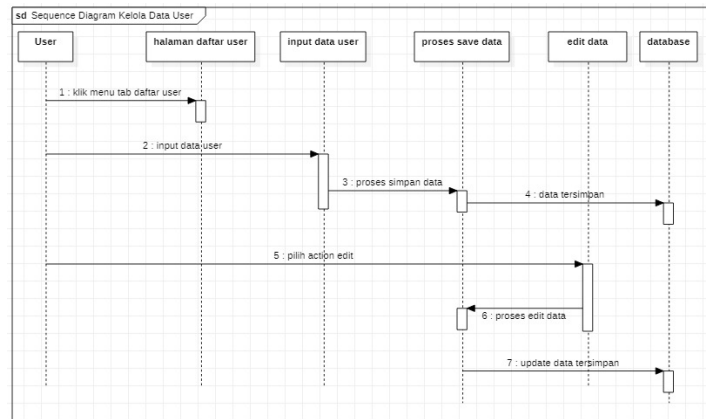 sd Sequence Diagram Kelola Data User
User
halaman daftar user
input data user
proses save data
edit data
database
1 : klik menu tab daftar user
2 : input data user
3 : proses simpan data
4 : data tersimpan
5 : pilih action edit
6 : proses edit data
7 : update data tersimpan